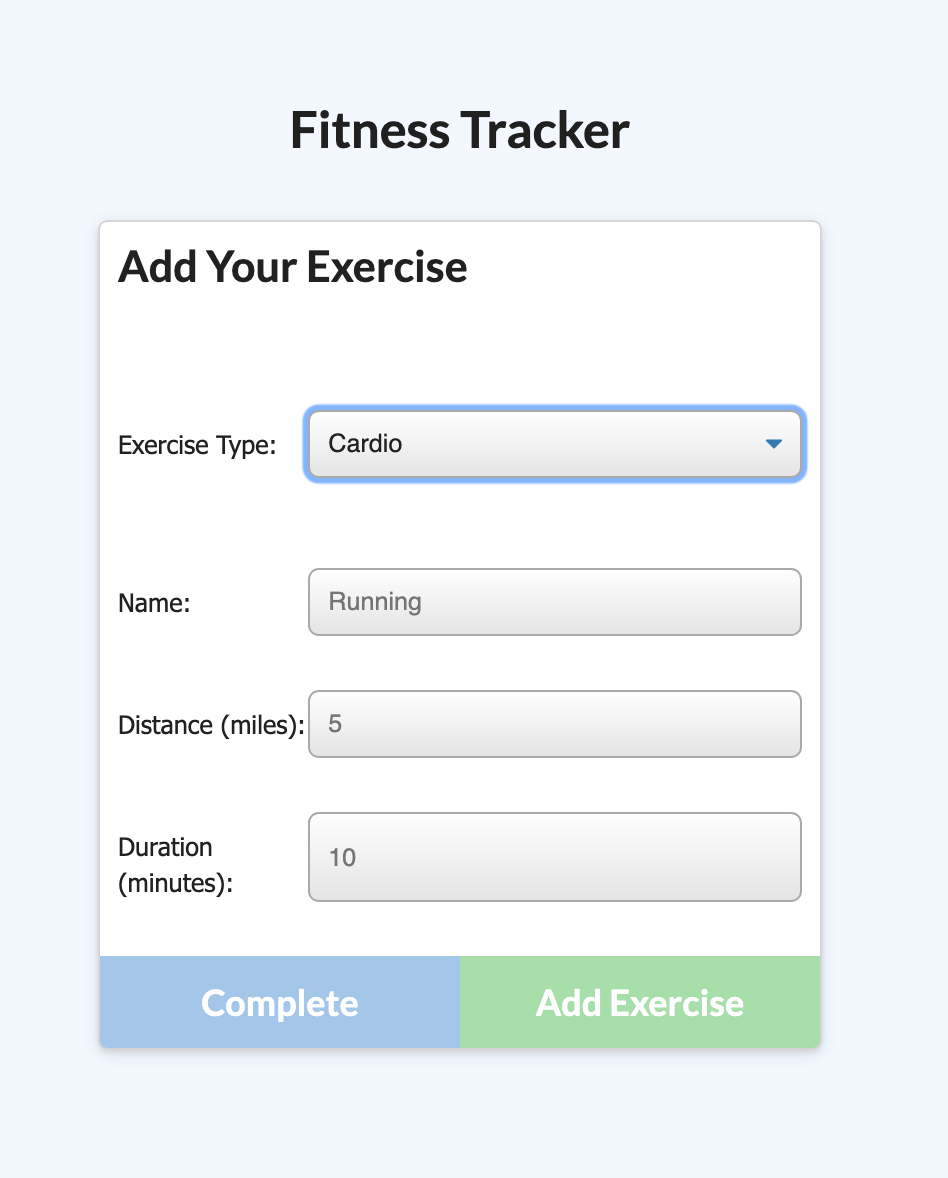 Fitness Tracker
Add Your Exercise
Exercise Type: Cardio
Name: Running
Distance (miles): 5
Duration
(minutes): 10
Complete Add Exercise